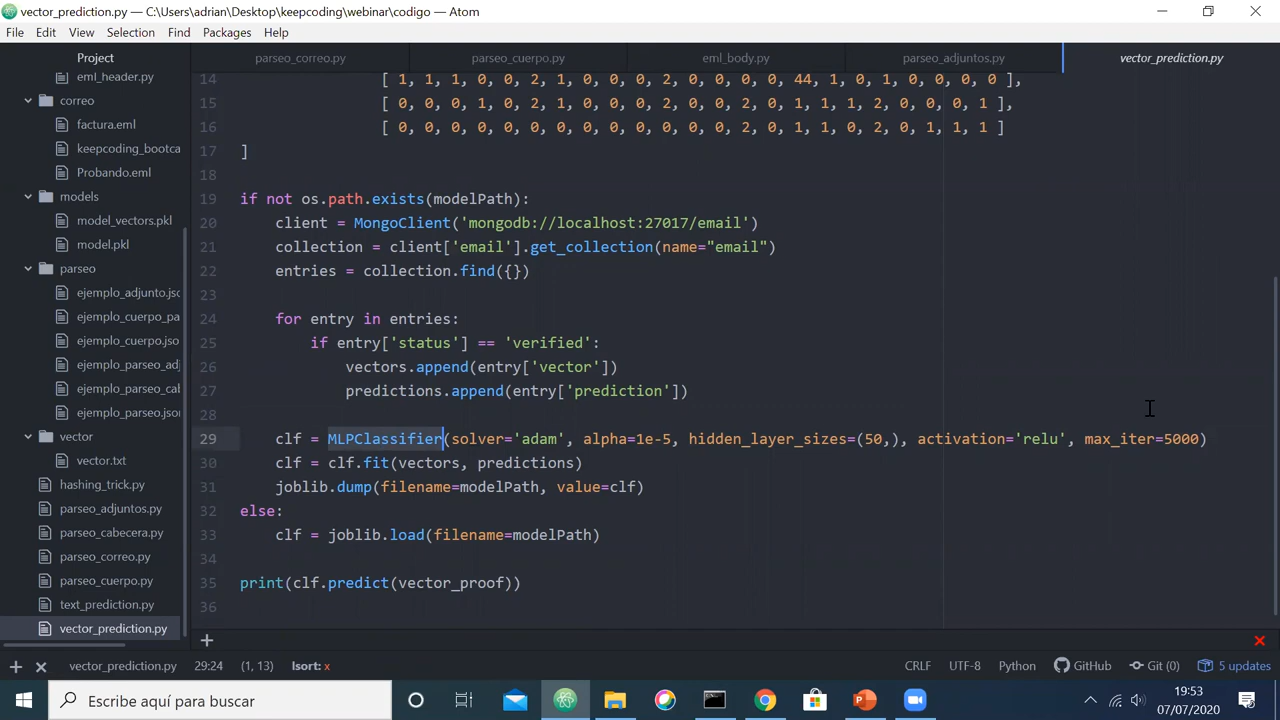 vector_prediction.py — C:\Users\adrian\Desktop\keepcoding\webinar\codigo — Atom
File Edit View Selection Find Packages Help
Project
parseo_correo.py
parseo_cuerpo.py
eml_body.py
parseo_adjuntos.py
vector_prediction.py
eml_header.py
correo
factura.eml
keepcoding_bootca
Probando.eml
models
model_vectors.pkl
model.pkl
parseo
ejemplo_adjunto.jsc
ejemplo_cuerpo_pa
ejemplo_cuerpo.jso
ejemplo_parseo_adj
ejemplo_parseo_cab
ejemplo_parseo.json
vector
vector.txt
hashing_trick.py
parseo_adjuntos.py
parseo_cabecera.py
parseo_correo.py
parseo_cuerpo.py
text_prediction.py
vector_prediction.py
14 [ 1, 1, 1, 0, 0, 2, 1, 0, 0, 0, 2, 0, 0, 0, 0, 44, 1, 0, 1, 0, 0, 0, 0 ],
15 [ 0, 0, 0, 1, 0, 2, 1, 0, 0, 0, 2, 0, 0, 2, 0, 1, 1, 1, 2, 0, 0, 0, 1 ],
16 [ 0, 0, 0, 0, 0, 0, 0, 0, 0, 0, 0, 0, 0, 2, 0, 1, 1, 0, 2, 0, 1, 1, 1 ]
17 ]
18
19 if not os.path.exists(modelPath):
20 client = MongoClient('mongodb://localhost:27017/email')
21 collection = client['email'].get_collection(name="email")
22 entries = collection.find({})
23
24 for entry in entries:
25 if entry['status'] == 'verified':
26 vectors.append(entry['vector'])
27 predictions.append(entry['prediction'])
28
29 clf = MLPClassifier(solver='adam', alpha=1e-5, hidden_layer_sizes=(50,), activation='relu', max_iter=5000)
30 clf = clf.fit(vectors, predictions)
31 joblib.dump(filename=modelPath, value=clf)
32 else:
33 clf = joblib.load(filename=modelPath)
34
35 print(clf.predict(vector_proof))
36
vector_prediction.py 29:24 (1, 13) Isort: x CRLF UTF-8 Python GitHub Git (0) 5 updates
Escribe aquí para buscar
19:53
07/07/2020